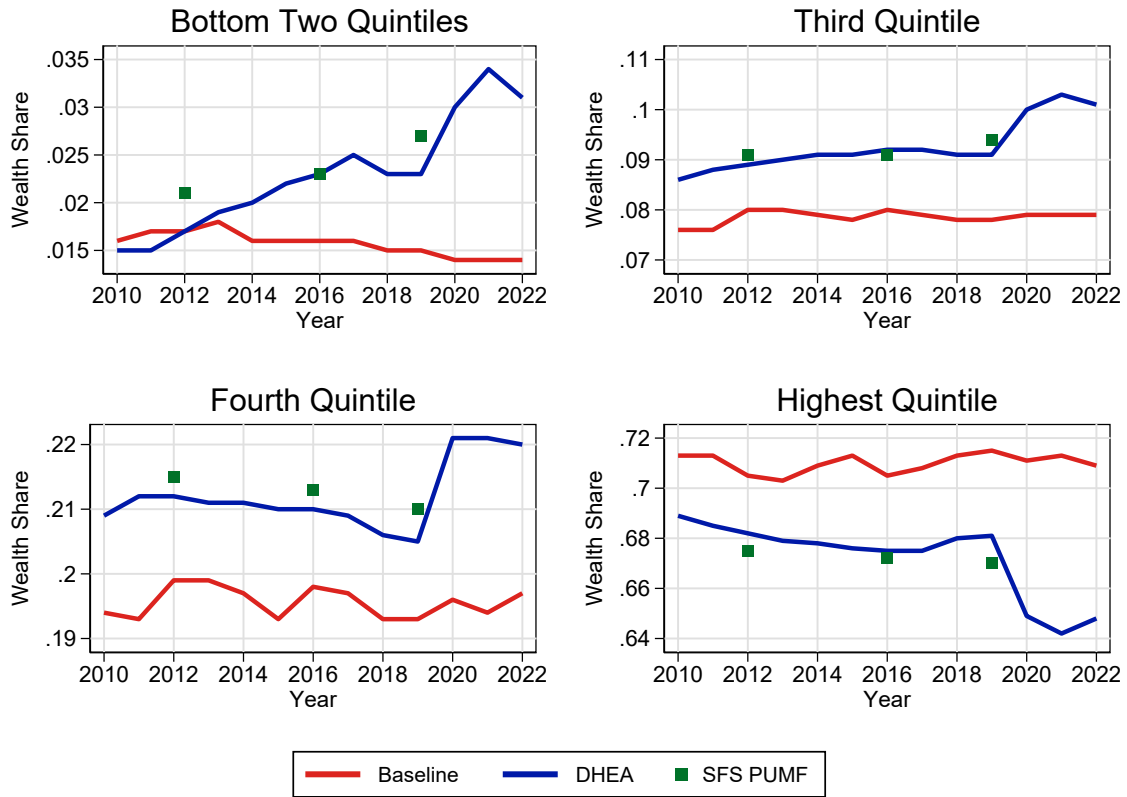 Bottom Two Quintiles
Wealth Share
.035
.03
.025
.02
.015
2010 2012 2014 2016 2018 2020 2022
Year
Third Quintile
Wealth Share
.11
.1
.09
.08
.07
2010 2012 2014 2016 2018 2020 2022
Year
Fourth Quintile
Wealth Share
.22
.21
.2
.19
2010 2012 2014 2016 2018 2020 2022
Year
Highest Quintile
Wealth Share
.72
.7
.68
.66
.64
2010 2012 2014 2016 2018 2020 2022
Year
Baseline DHEA SFS PUMF